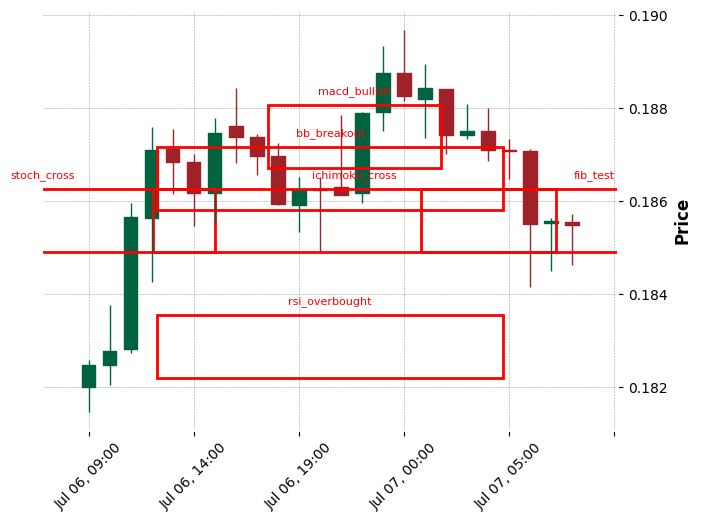 0.190
macd_bullish
0.188
bb_breakout
stoch_cross
ichimoku_cross
fib_test
0.186
Price
0.184
rsi_overbought
0.182
Jul 06, 09:00
Jul 06, 14:00
Jul 06, 19:00
Jul 07, 00:00
Jul 07, 05:00